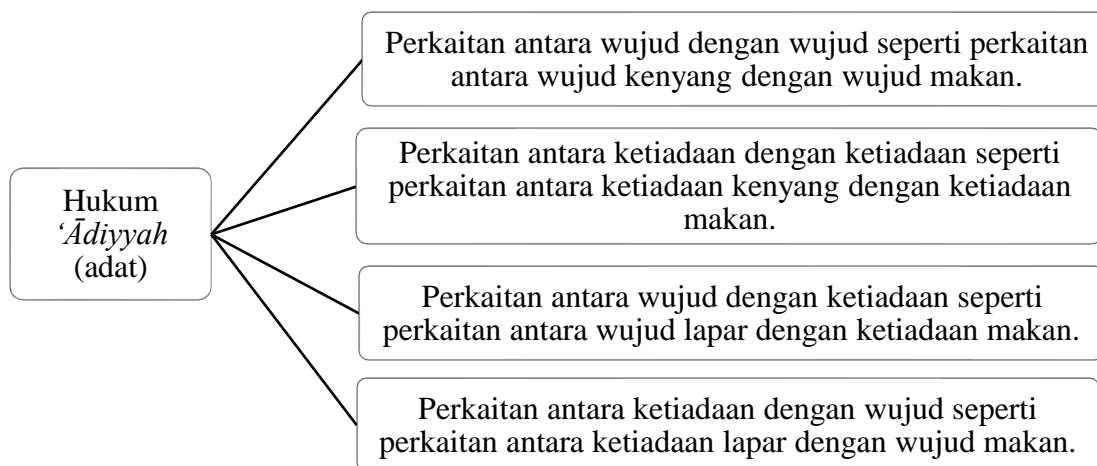 Hukum
‘Ādiyyah
(adat)
Perkaitan antara wujud dengan wujud seperti perkaitan
antara wujud kenyang dengan wujud makan.
Perkaitan antara ketiadaan dengan ketiadaan seperti
perkaitan antara ketiadaan kenyang dengan ketiadaan
makan.
Perkaitan antara wujud dengan ketiadaan seperti
perkaitan antara wujud lapar dengan ketiadaan makan.
Perkaitan antara ketiadaan dengan wujud seperti
perkaitan antara ketiadaan lapar dengan wujud makan.